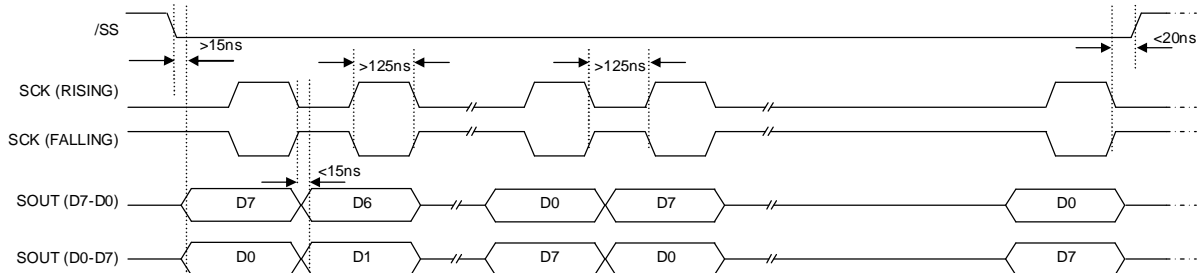 /SS
>15ns
<20ns
>125ns
>125ns
SCK (RISING)
SCK (FALLING)
<15ns
SOUT (D7-D0)
D7
D6
D0
D7
D0
SOUT (D0-D7)
D0
D1
D7
D0
D7